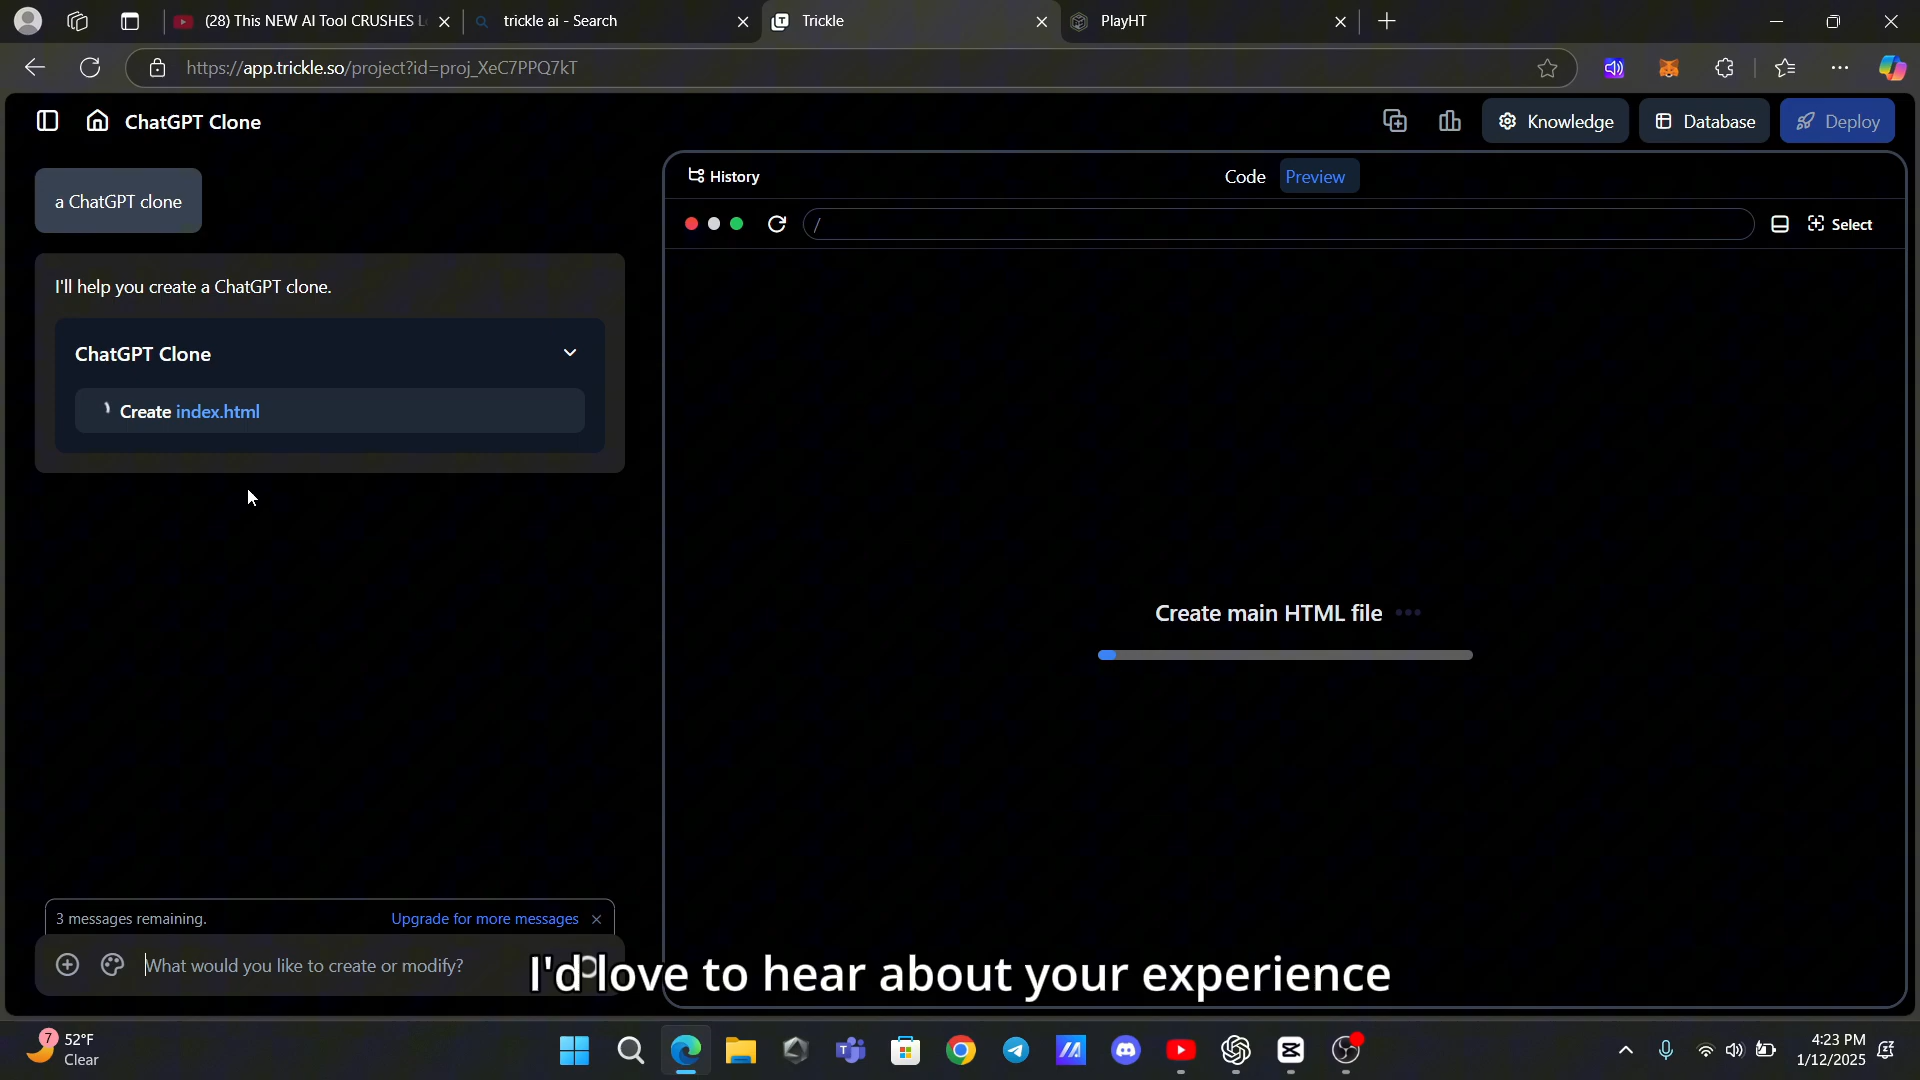 (28) This NEW AI Tool CRUSHES L
trickle ai - Search
Trickle
PlayHT
https://app.trickle.so/project?id=proj_XeC7PPQ7kT
ChatGPT Clone
Knowledge
Database
Deploy
a ChatGPT clone
I'll help you create a ChatGPT clone.
ChatGPT Clone
Create index.html
History
Code
Preview
/
Select
Create main HTML file
3 messages remaining.
Upgrade for more messages
What would you like to create or modify?
I'd love to hear about your experience
7
52°F
Clear
4:23 PM
1/12/2025